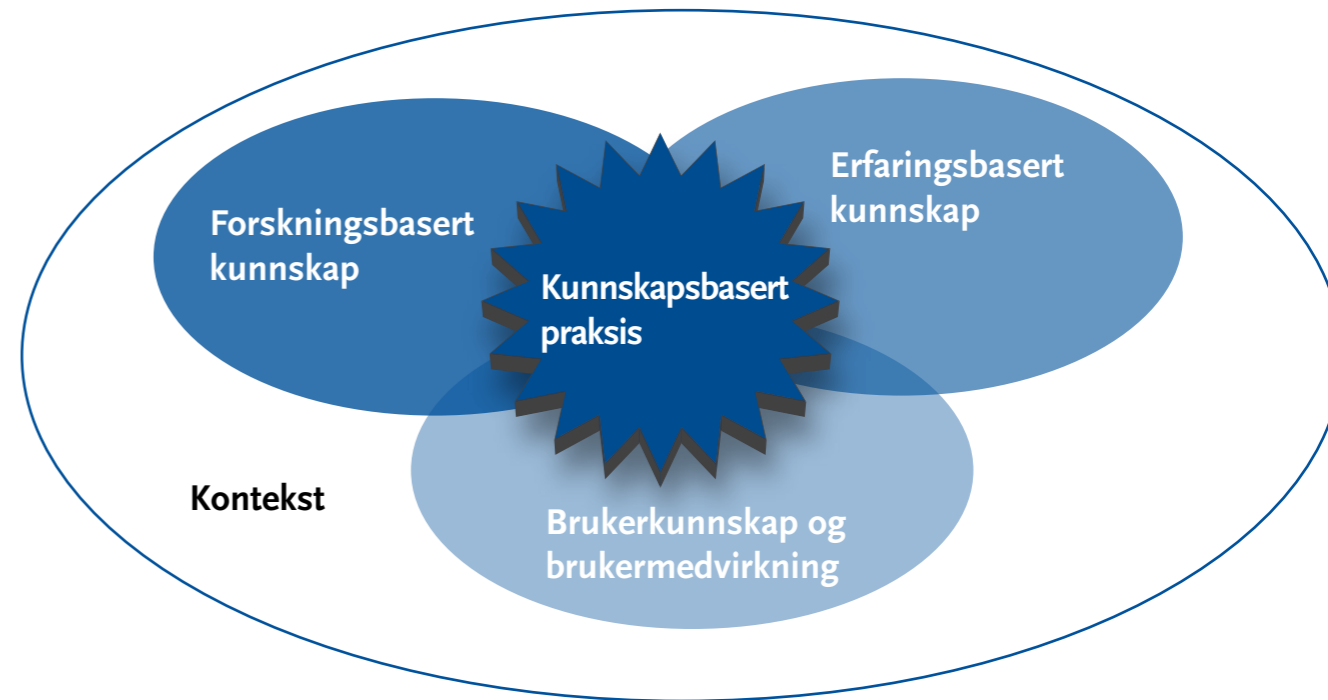 Forskningsbasert
kunnskap
Erfaringsbasert
kunnskap
Kunnskapsbasert
praksis
Kontekst
Brukerkunnskap og
brukermedvirkning